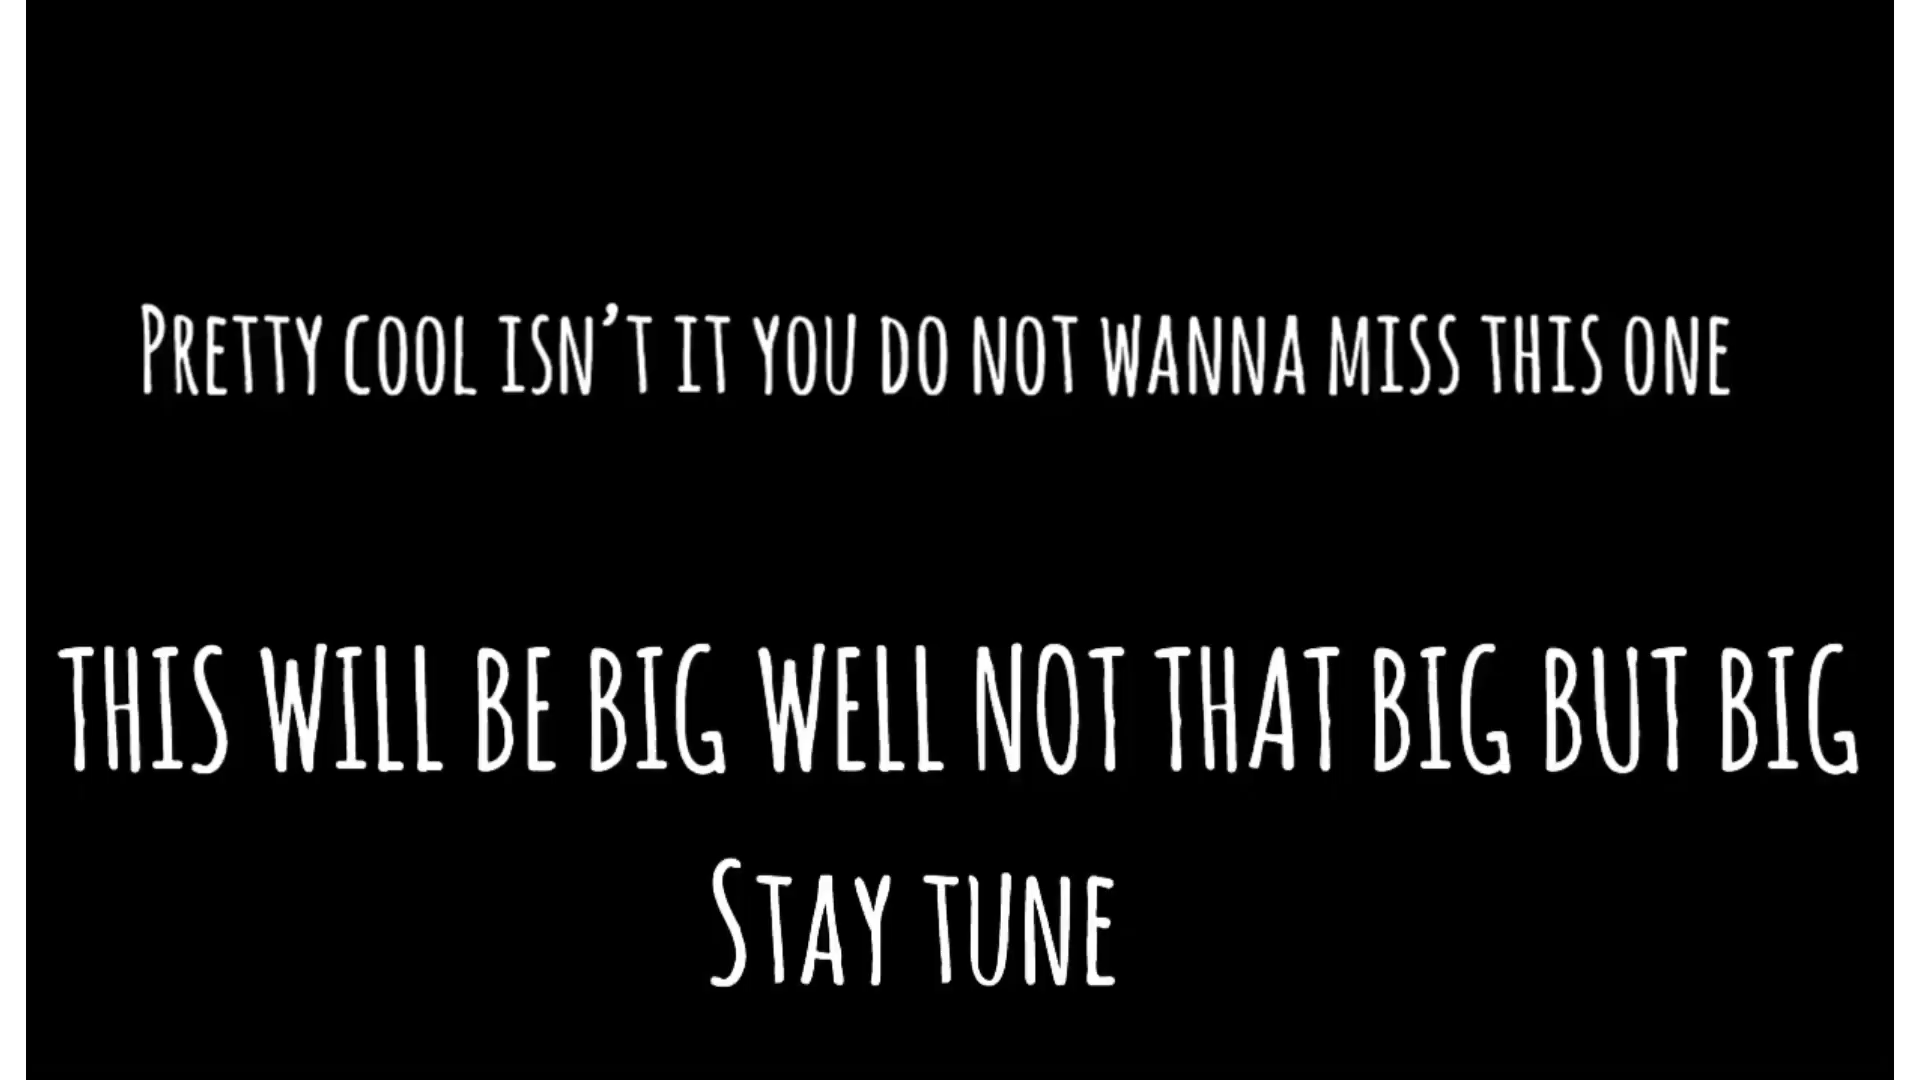 Pretty cool isn't it you do not wanna miss this one
THIS WILL BE BIG WELL NOT THAT BIG BUT BIG
Stay tune